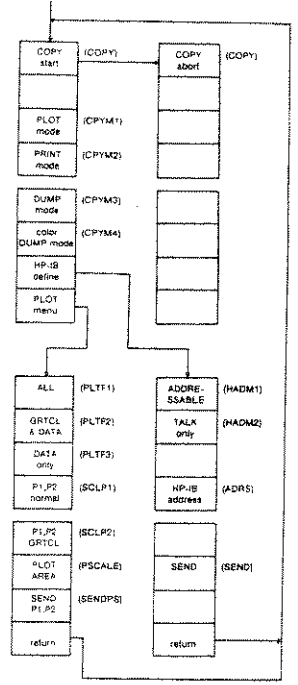 COPY
start
(COPY)
COPY
abort
(COPY)
PLOT
mode
(CPYM1)
PRINT
mode
(CPYM2)
DUMP
mode
(CPYM3)
color
DUMP mode
(CPYM4)
HP-IB
define
PLOT
menu
ALL
(PLTF1)
ADDRE-
SSABLE
(HADM1)
GRTCL
& DATA
(PLTF2)
TALK
only
(HADM2)
DATA
only
(PLTF3)
P1,P2
normal
(SCLP1)
HP-IB
address
(ADRS)
P1,P2
GRTCL
(SCLP2)
PLOT
AREA
(PSCALE)
SEND
(SEND)
SEND
P1,P2
(SENDPS)
return
return